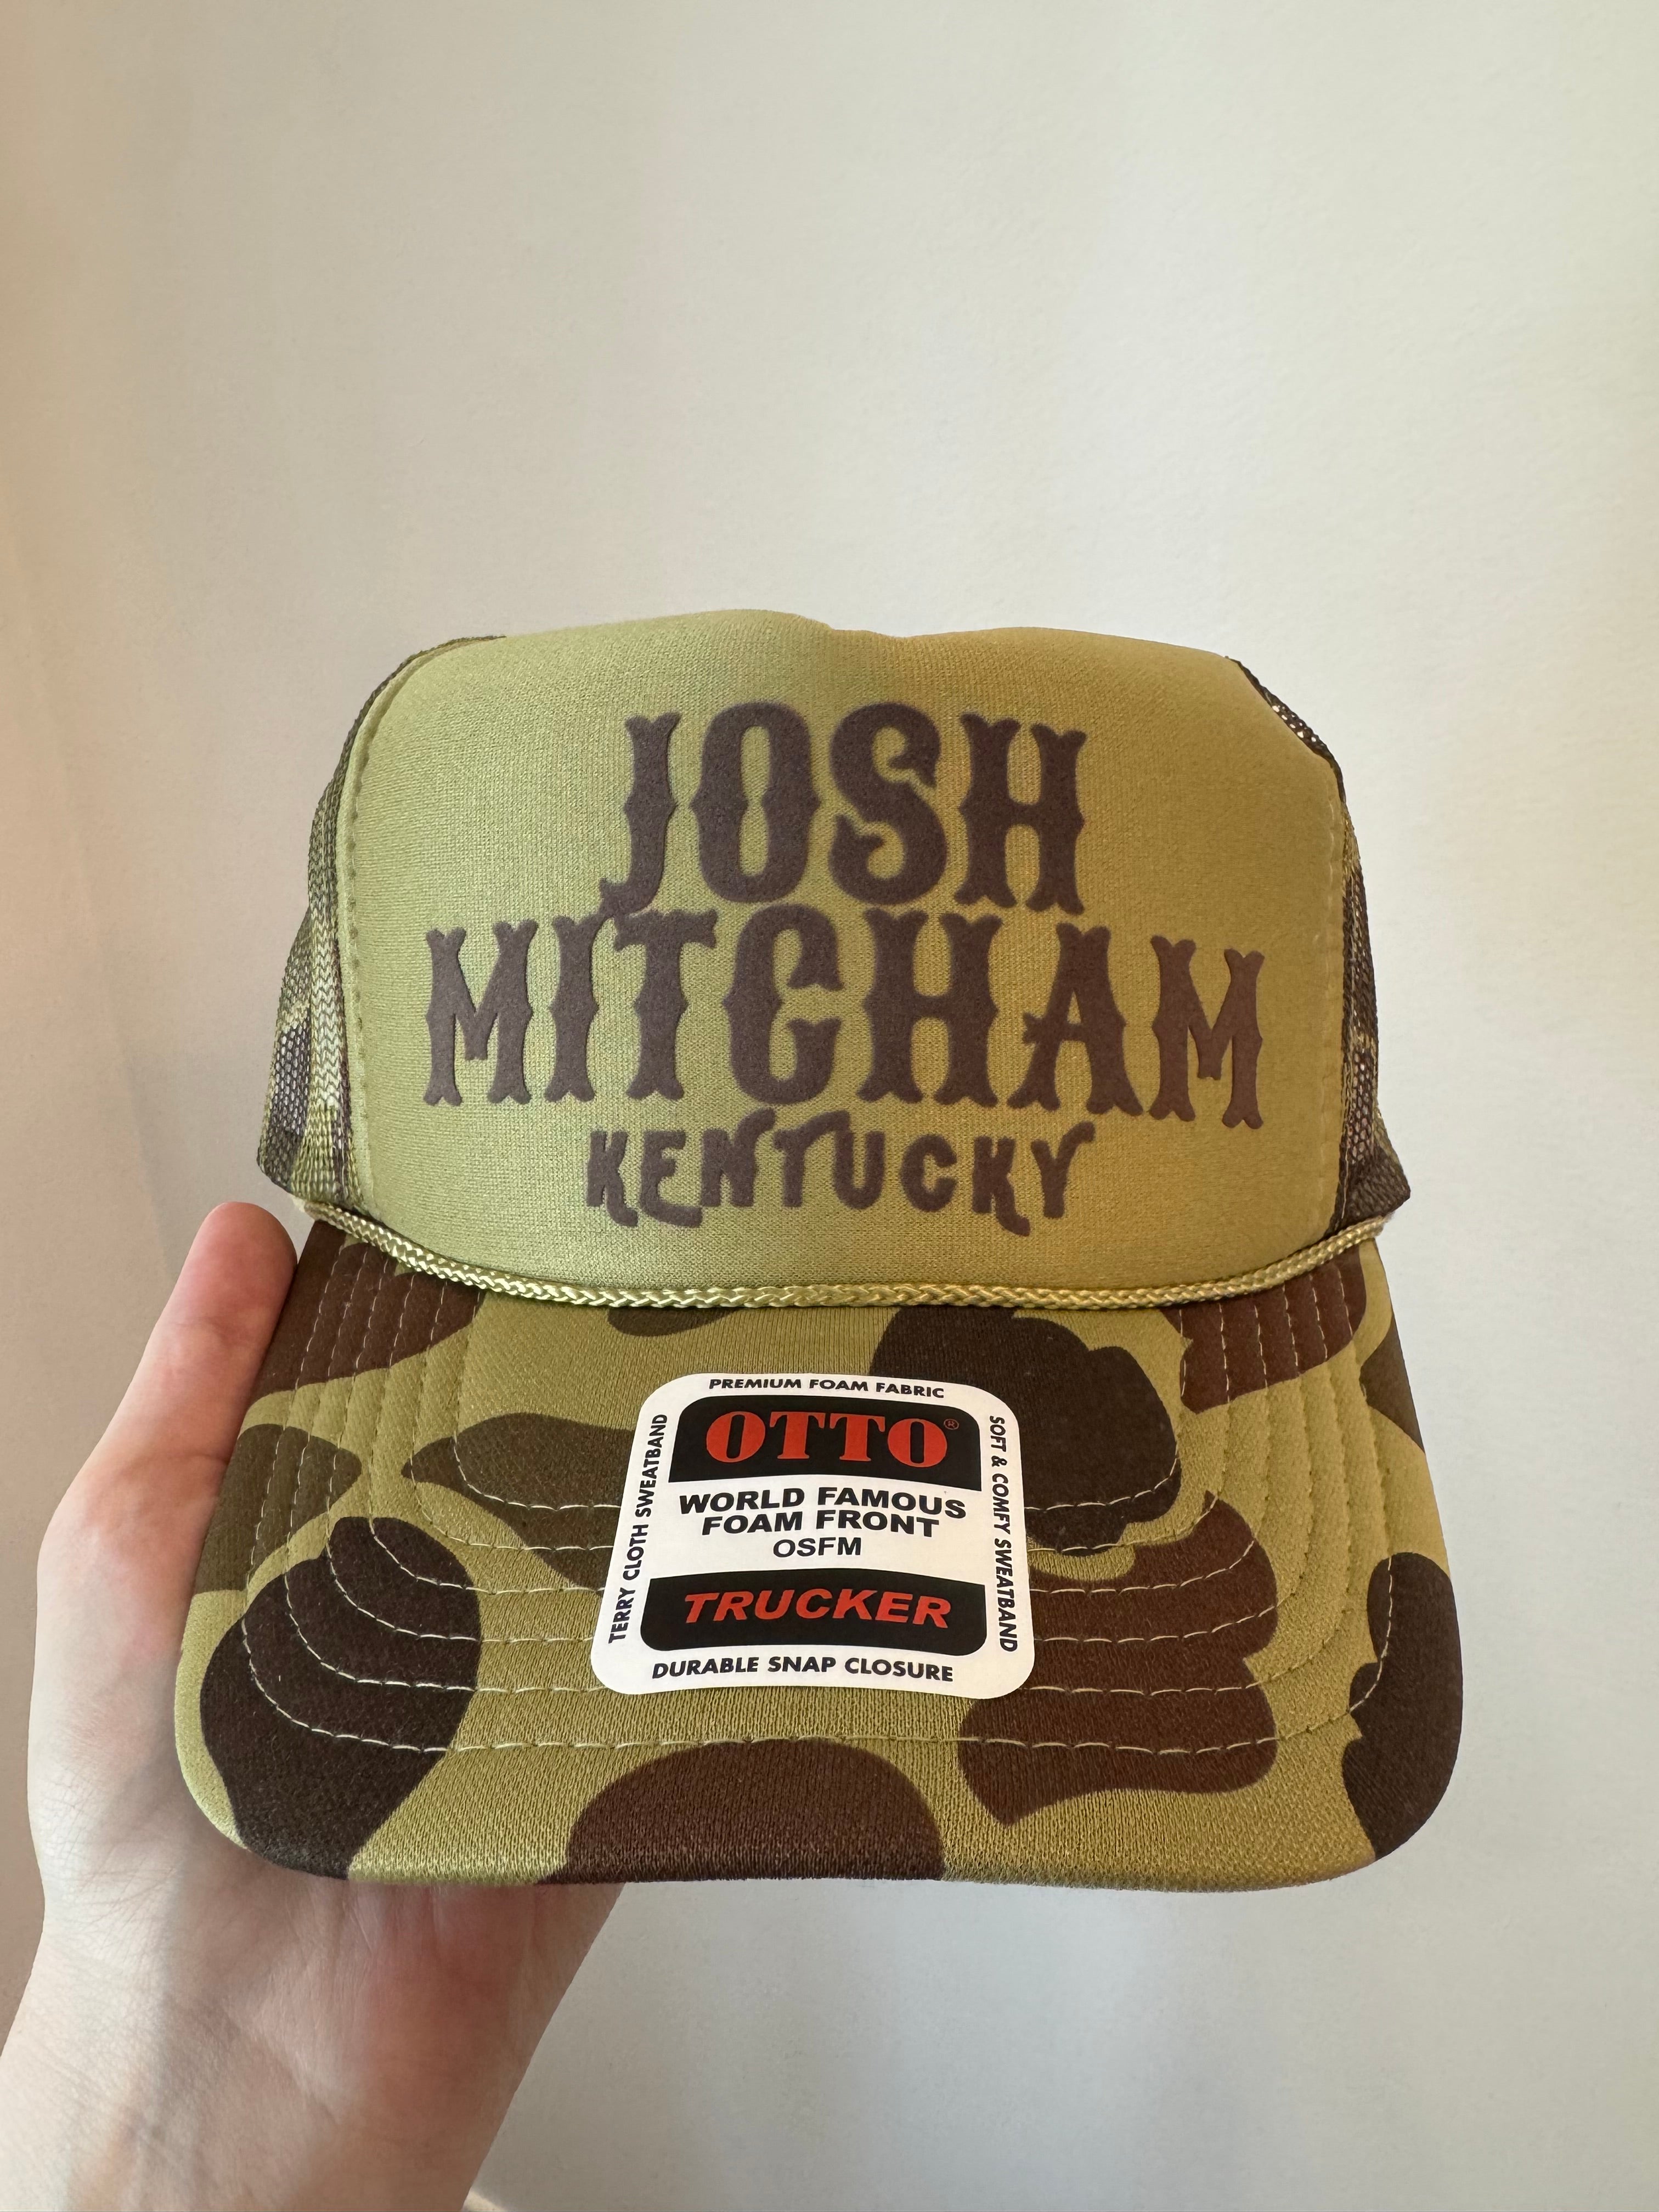 JOSH
MITCHAM
KENTUCKY
PREMIUM FOAM FABRIC
OTTO®
WORLD FAMOUS
FOAM FRONT
OSFM
TRUCKER
DURABLE SNAP CLOSURE
TERRY CLOTH SWEATBAND
SOFT & COMFY SWEATBAND